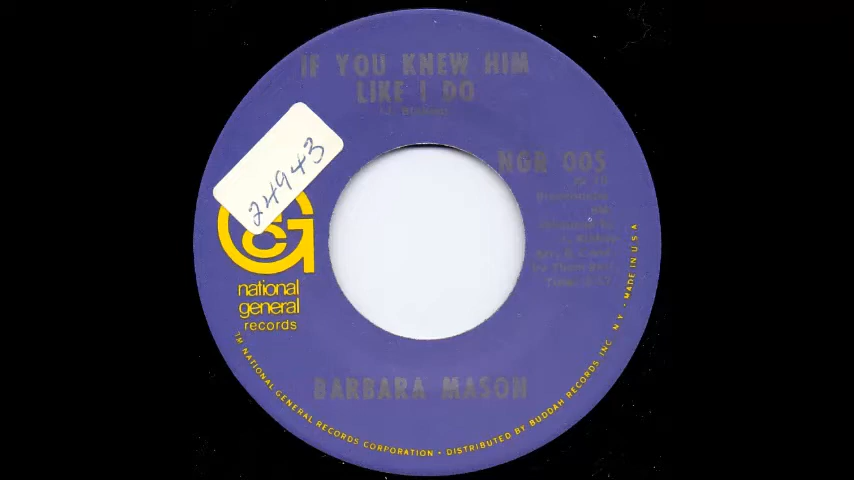 IF YOU KNEW HIM
LIKE I DO
24943
NGR 005
national
general
records
BARBARA MASON
TM NATIONAL GENERAL RECORDS CORPORATION • DISTRIBUTED BY BUDDAH RECORDS INC. N.Y. • MADE IN U.S.A.